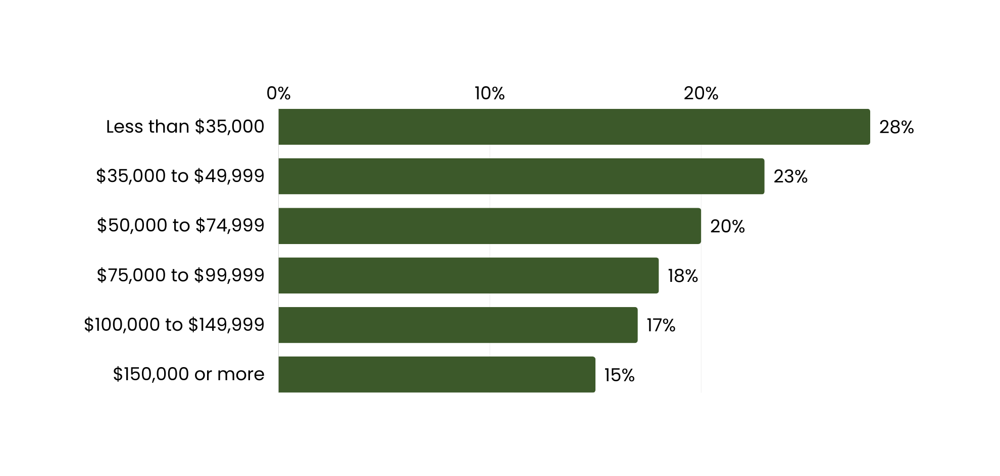 0% 10% 20%
Less than $35,000 28%
$35,000 to $49,999 23%
$50,000 to $74,999 20%
$75,000 to $99,999 18%
$100,000 to $149,999 17%
$150,000 or more 15%